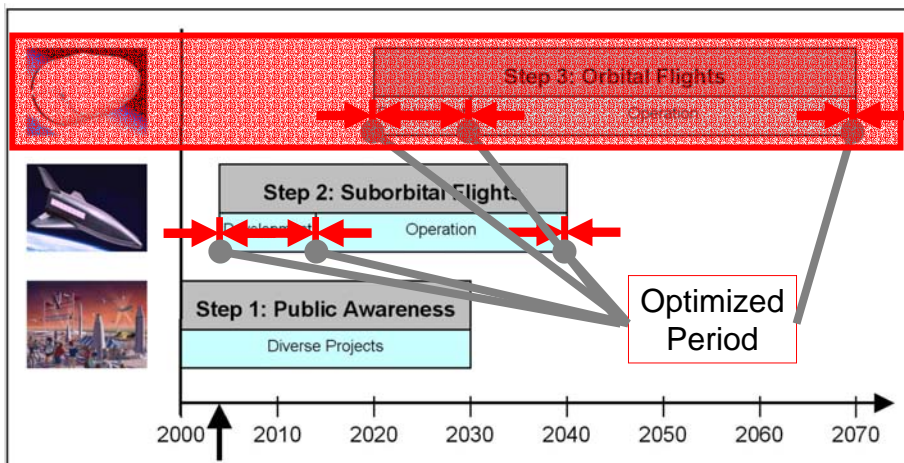 Step 3: Orbital Flights
Operation
Step 2: Suborbital Flights
Development
Operation
Optimized
Period
Step 1: Public Awareness
Diverse Projects
2000 2010 2020 2030 2040 2050 2060 2070